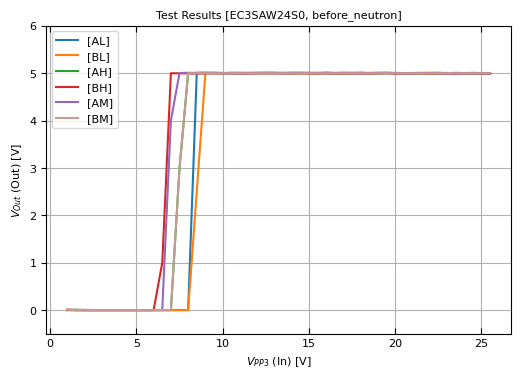 Test Results [EC3SAW24S0, before_neutron]
V_Out (Out) [V]
6
5
4
3
2
1
0
[AL]
[BL]
[AH]
[BH]
[AM]
[BM]
0 5 10 15 20 25
V_PP3 (In) [V]